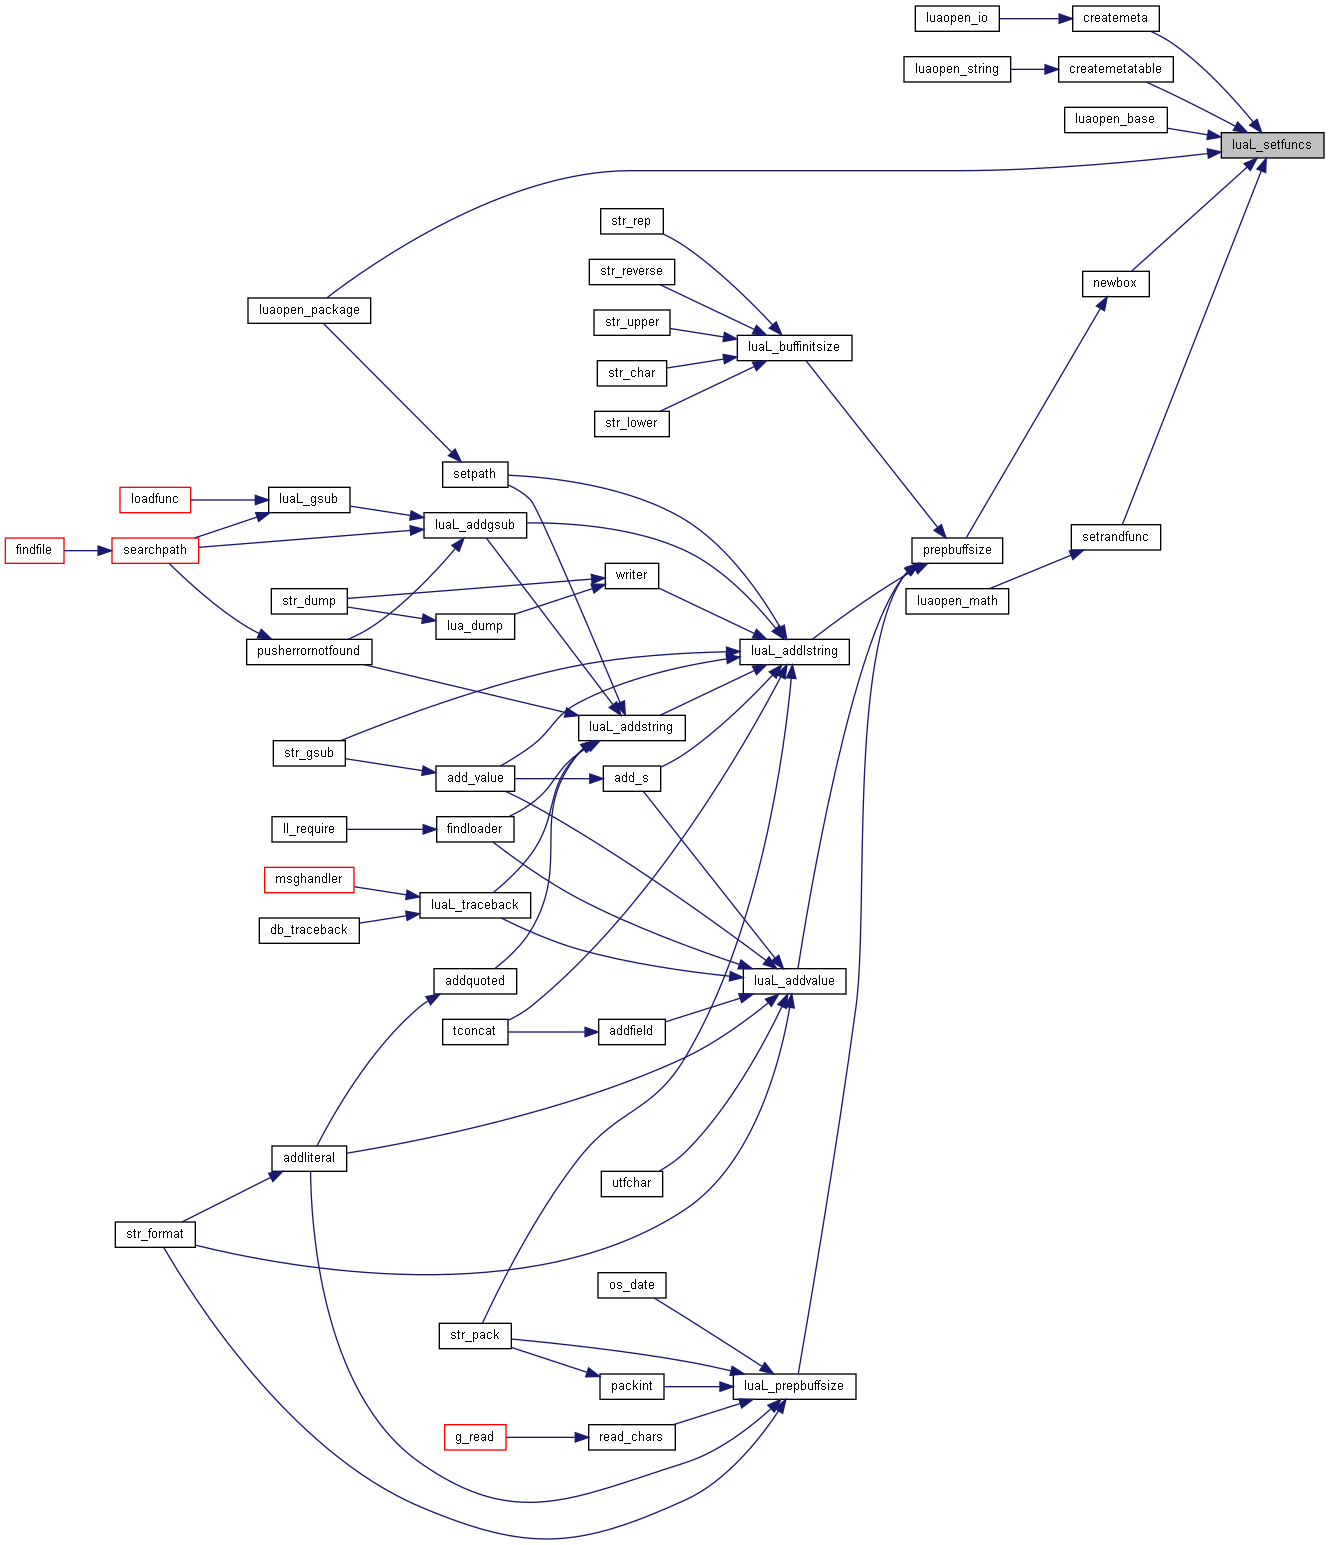 luaopen_io
createmeta
luaopen_string
createmetatable
luaopen_base
luaL_setfuncs
str_rep
str_reverse
newbox
luaopen_package
str_upper
luaL_buffinitsize
str_char
str_lower
setpath
loadfunc
luaL_gsub
luaL_addgsub
setrandfunc
findfile
searchpath
prepbuffsize
writer
str_dump
luaopen_math
lua_dump
pusherrornotfound
luaL_addlstring
luaL_addstring
str_gsub
add_value
add_s
ll_require
findloader
msghandler
luaL_traceback
db_traceback
addquoted
luaL_addvalue
tconcat
addfield
addliteral
utfchar
str_format
os_date
str_pack
packint
luaL_prepbuffsize
g_read
read_chars